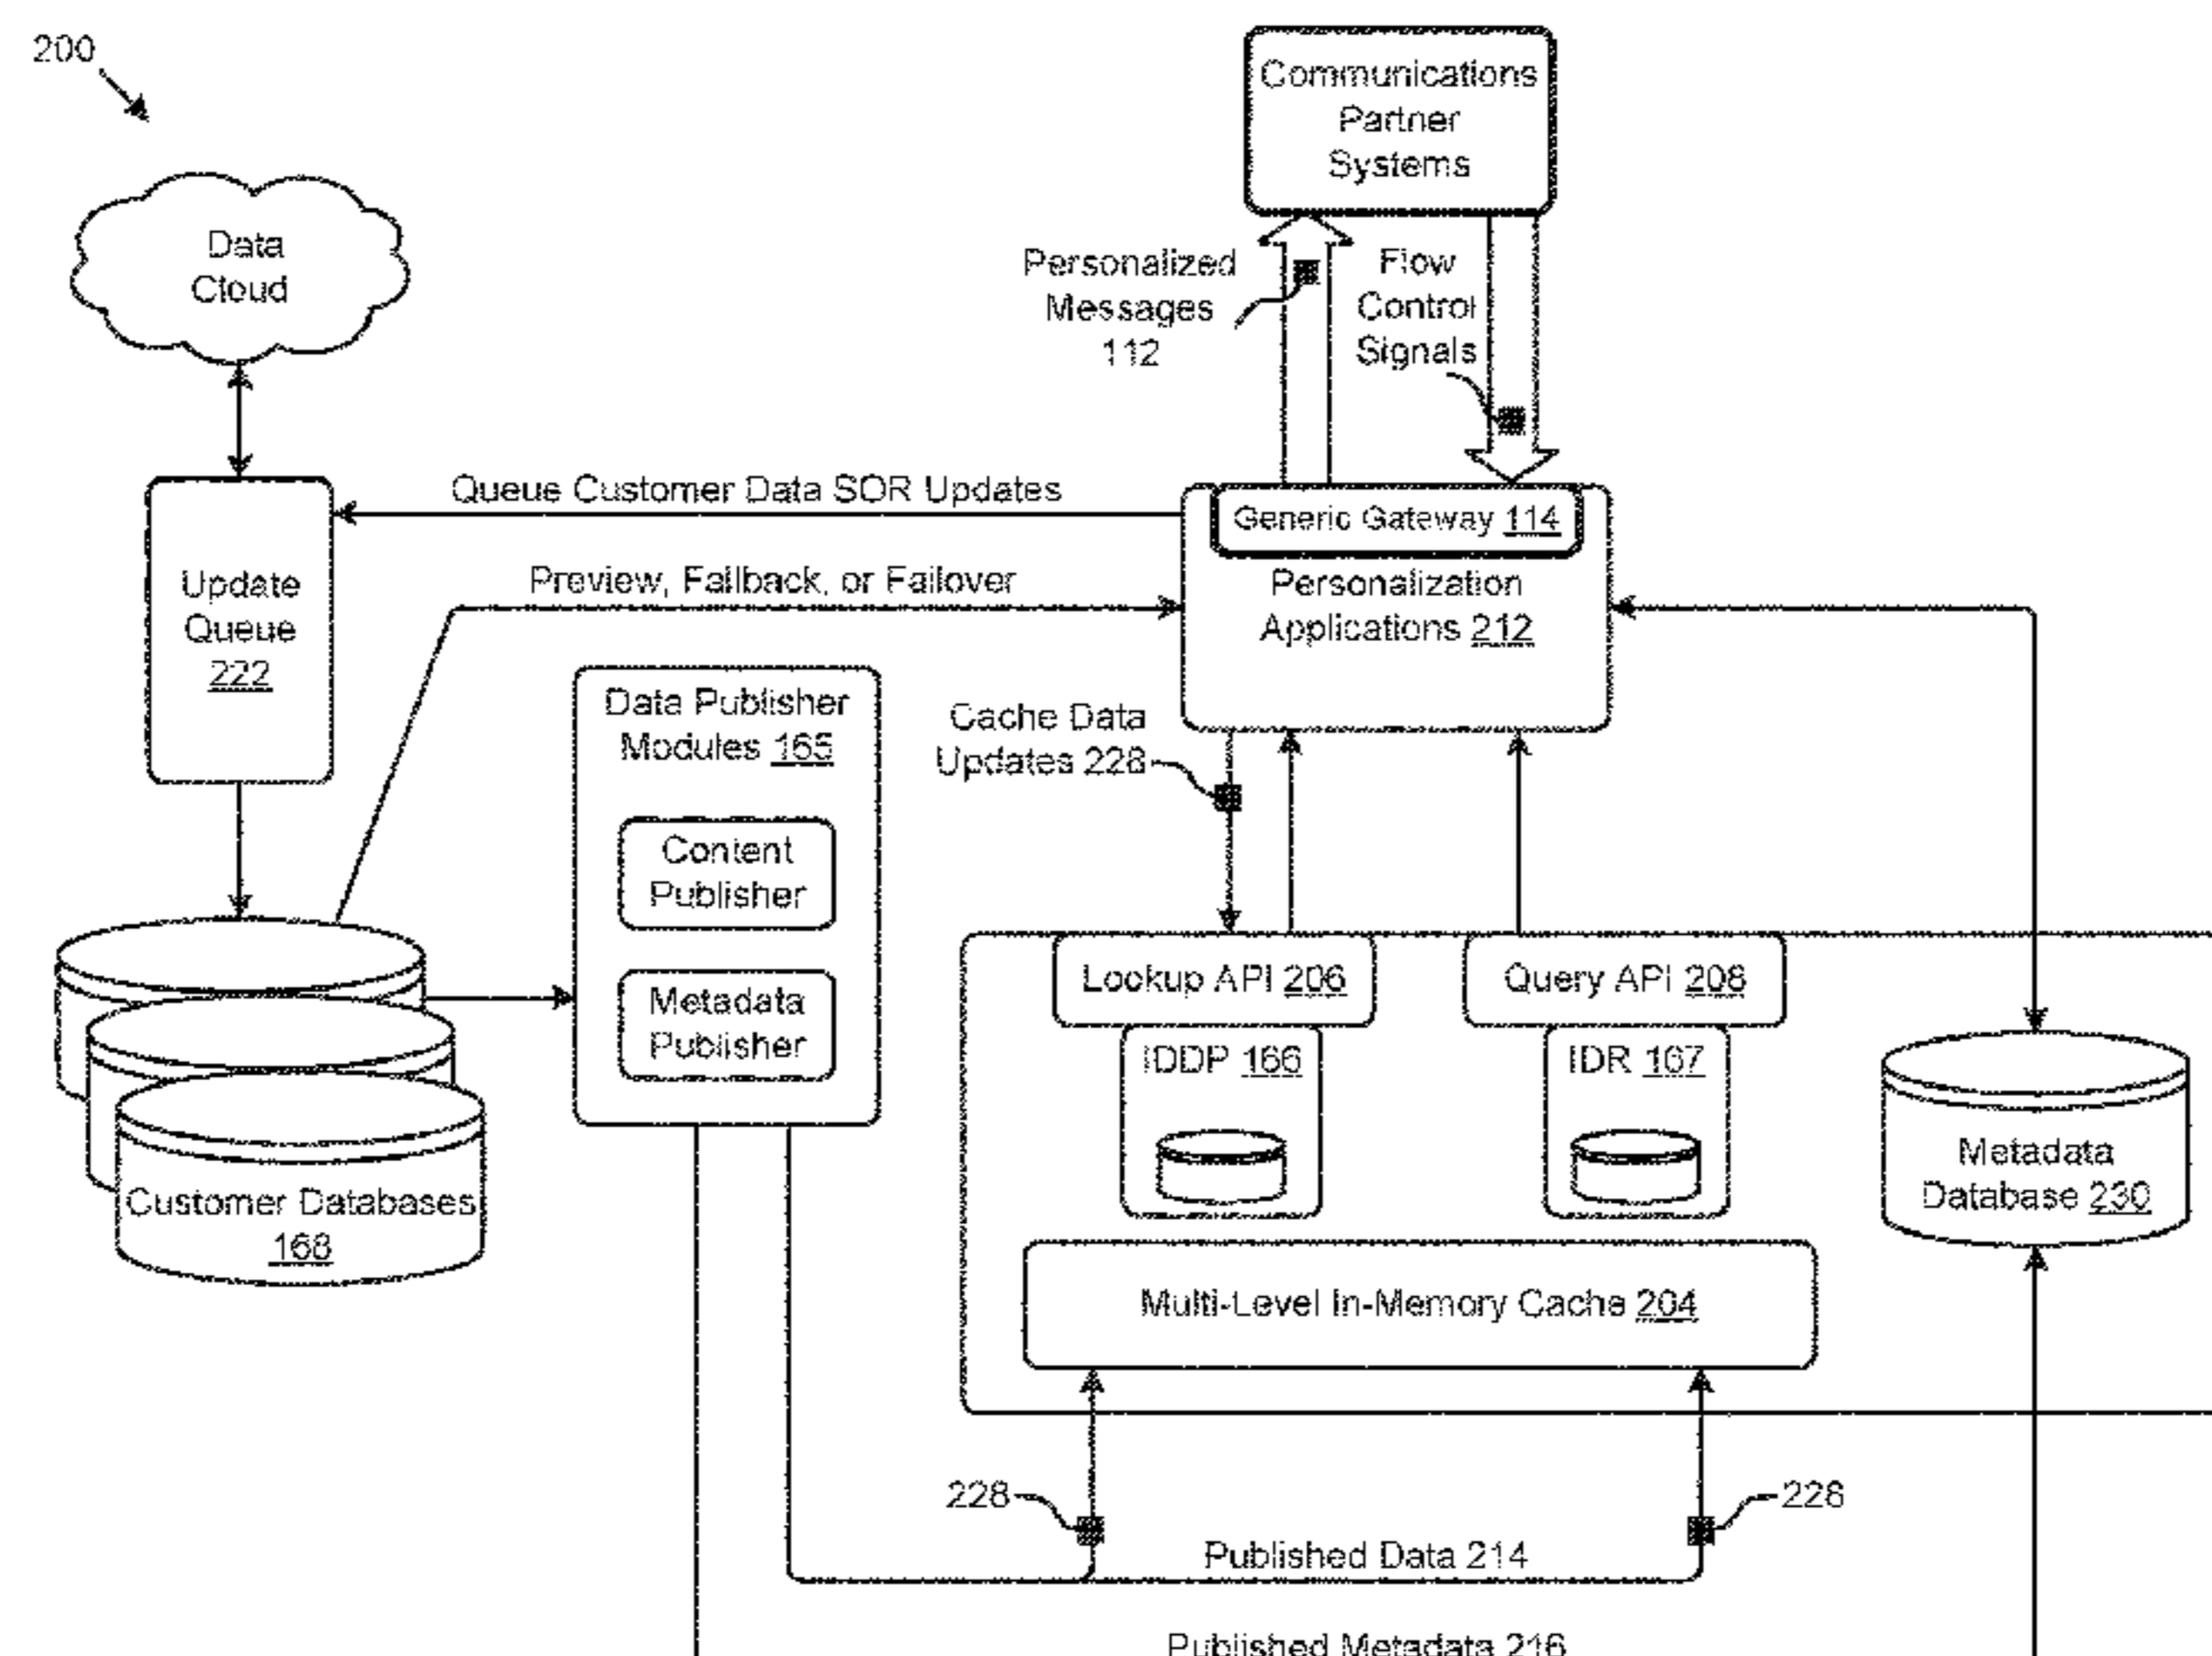 200
Communications
Partner
Systems
Data
Cloud
Personalized
Messages
112
Flow
Control
Signals
Queue Customer Data SOR Updates
Generic Gateway 114
Personalization
Applications 212
Update
Queue
222
Preview, Fallback, or Failover
Data Publisher
Modules 165
Cache Data
Updates 228
Content
Publisher
Metadata
Publisher
Lookup API 206
Query API 208
IDDP 166
IDR 167
Customer Databases
168
Metadata
Database 230
Multi-Level In-Memory Cache 204
228
228
Published Data 214
Published Metadata 216